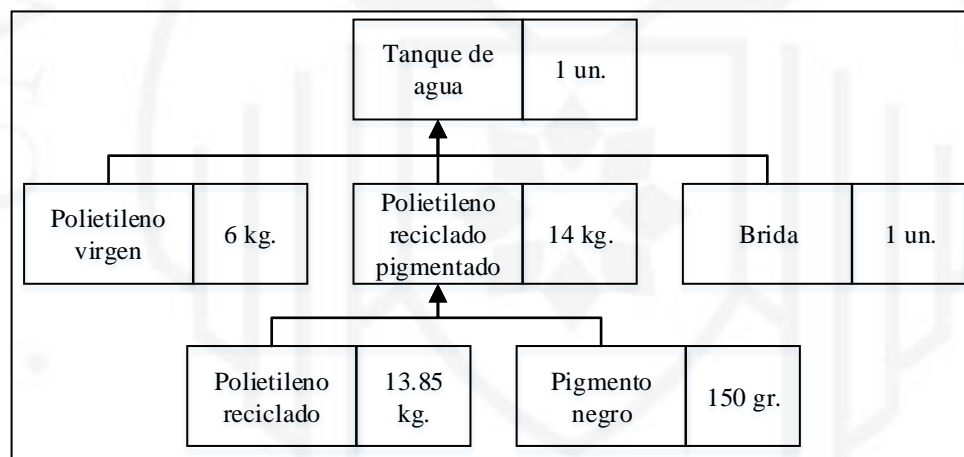 Tanque de
agua
1 un.
Polietileno
virgen
6 kg.
Polietileno
reciclado
pigmentado
14 kg.
Brida
1 un.
Polietileno
reciclado
13.85
kg.
Pigmento
negro
150 gr.